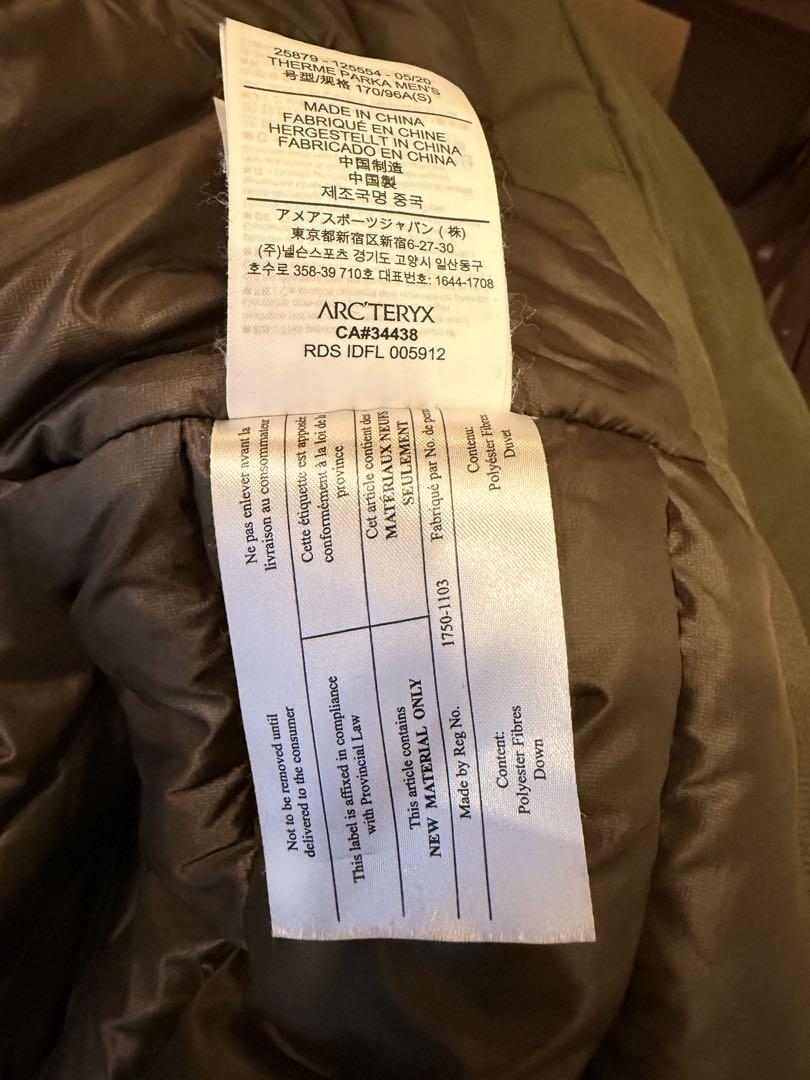 25879 - 125554 - 05/20
THERME PARKA MEN'S
号型/规格 170/96A(S)
MADE IN CHINA
FABRIQUÉ EN CHINE
HERGESTELLT IN CHINA
FABRICADO EN CHINA
中国制造
中国製
제조국명 중국
アメアスポーツジャパン (株)
東京都新宿区新宿6-27-30
(주)넬슨스포츠 경기도 고양시 일산동구
호수로 358-39 710호 대표번호: 1644-1708
ARC'TERYX
CA#34438
RDS IDFL 005912
Ne pas enlever avant la
livraison au consommateur
Cette étiquette est apposée
conformément à la loi de la
province
Cet article contient des
MATÉRIAUX NEUFS
SEULEMENT
Fabriqué par No. de
Contenu:
Polyéster Fibres
Duvet
1750-1103
Not to be removed until
delivered to the consumer
This label is affixed in compliance
with Provincial Law
This article contains
NEW MATERIAL ONLY
Made by Reg No.
Content:
Polyester Fibres
Down